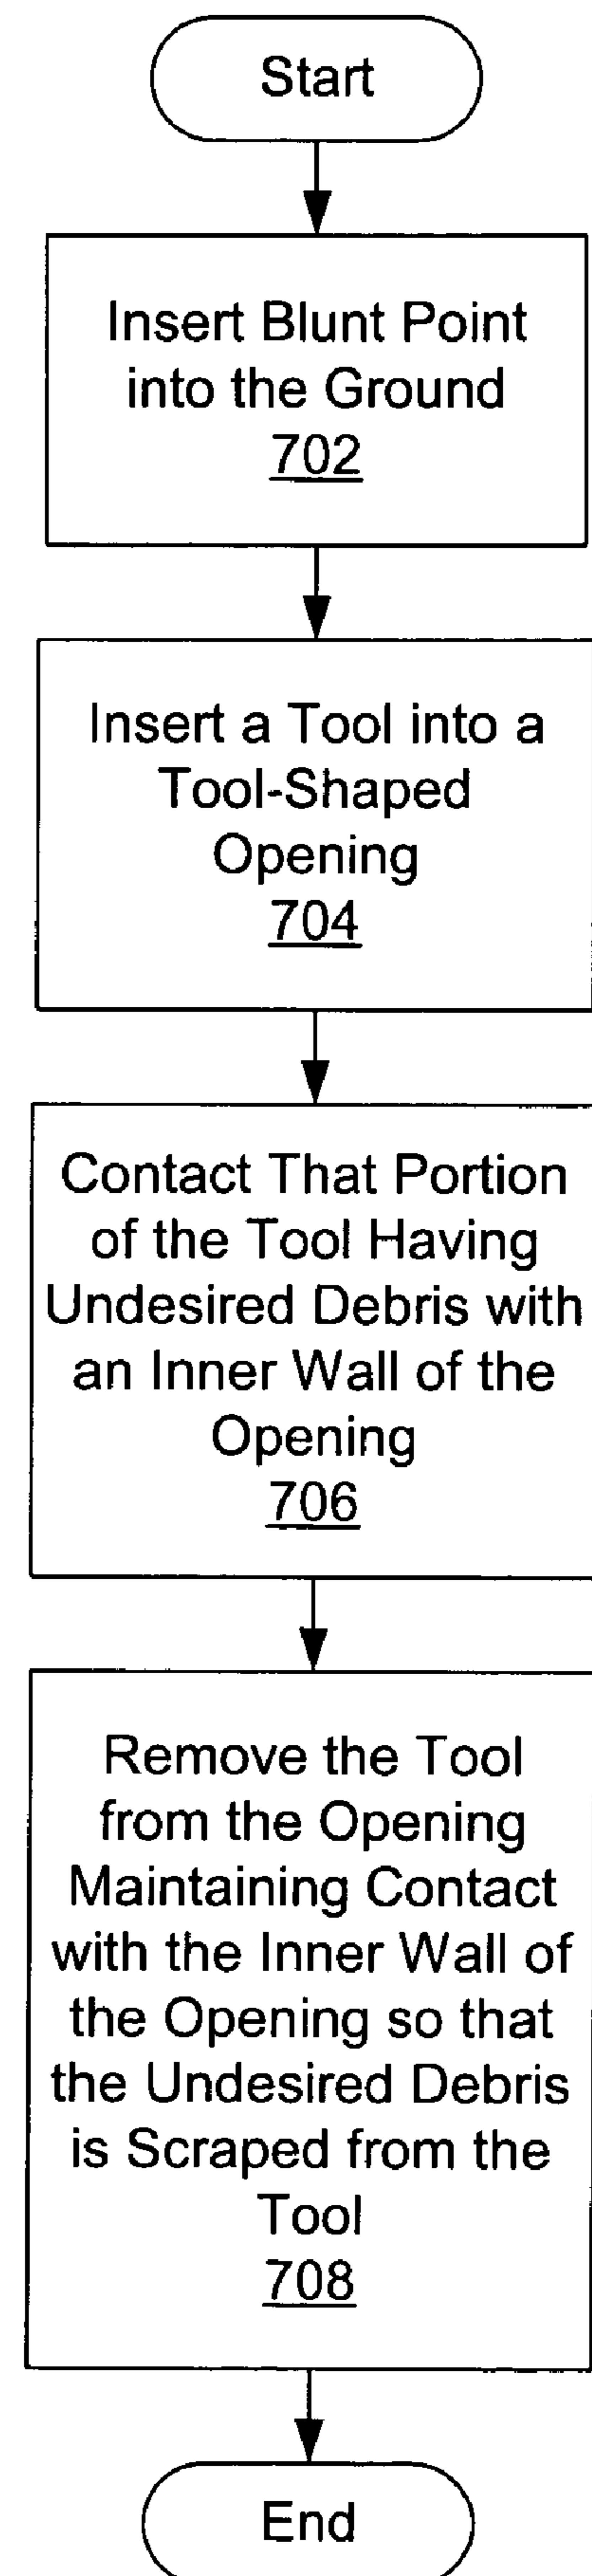 Start
Insert Blunt Point
into the Ground
702
Insert a Tool into a
Tool-Shaped
Opening
704
Contact That Portion
of the Tool Having
Undesired Debris with
an Inner Wall of the
Opening
706
Remove the Tool
from the Opening
Maintaining Contact
with the Inner Wall of
the Opening so that
the Undesired Debris
is Scraped from the
Tool
708
End